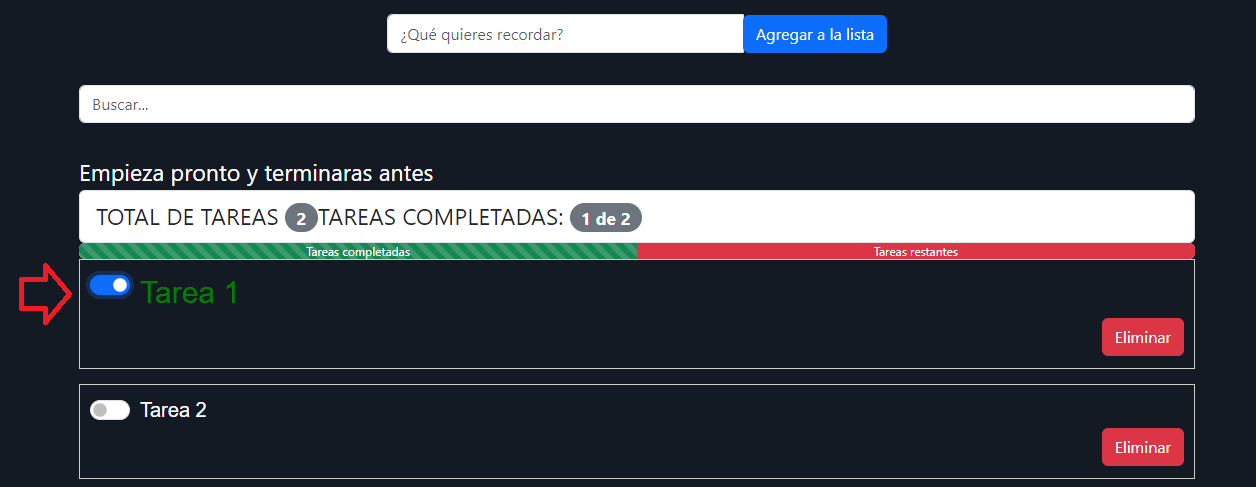 ¿Qué quieres recordar? Agregar a la lista
Buscar...
Empieza pronto y terminaras antes
TOTAL DE TAREAS 2 TAREAS COMPLETADAS: 1 de 2
Tareas completadas Tareas restantes
Tarea 1
Eliminar
Tarea 2
Eliminar